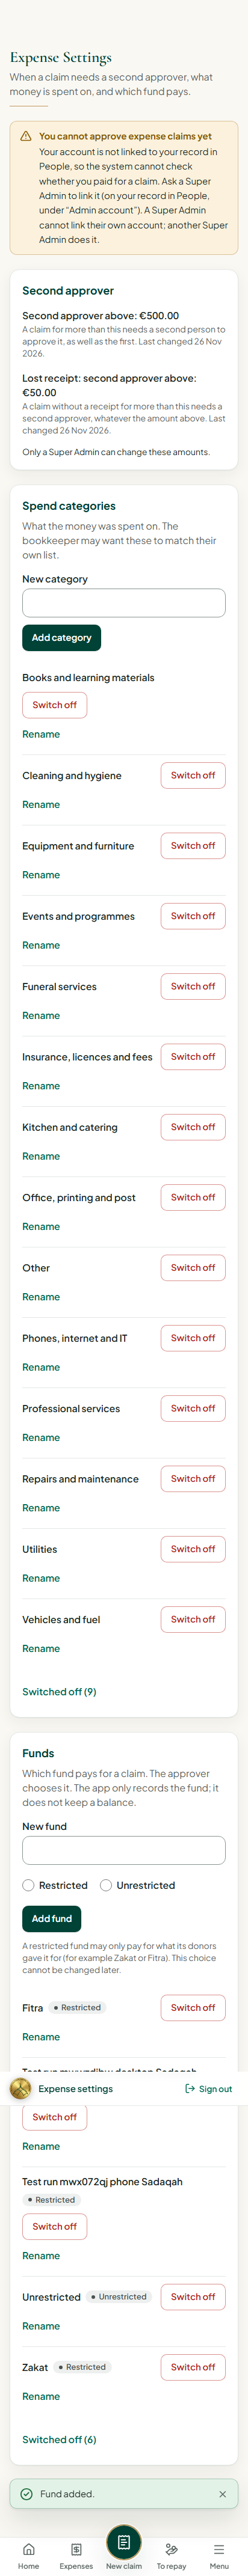 Expense Settings
When a claim needs a second approver, what
money is spent on, and which fund pays.
You cannot approve expense claims yet
Your account is not linked to your record in
People, so the system cannot check
whether you paid for a claim. Ask a Super
Admin to link it (on your record in People,
under "Admin account"). A Super Admin
cannot link their own account; another Super
Admin does it.
Second approver
Second approver above: €500.00
A claim for more than this needs a second person to
approve it, as well as the first. Last changed 26 Nov
2026.
Lost receipt: second approver above:
€50.00
A claim without a receipt for more than this needs a
second approver, whatever the amount above. Last
changed 26 Nov 2026.
Only a Super Admin can change these amounts.
Spend categories
What the money was spent on. The
bookkeeper may want these to match their
own list.
New category
Add category
Books and learning materials
Switch off
Rename
Cleaning and hygiene
Switch off
Rename
Equipment and furniture
Switch off
Rename
Events and programmes
Switch off
Rename
Funeral services
Switch off
Rename
Insurance, licences and fees
Switch off
Rename
Kitchen and catering
Switch off
Rename
Office, printing and post
Switch off
Rename
Other
Switch off
Rename
Phones, internet and IT
Switch off
Rename
Professional services
Switch off
Rename
Repairs and maintenance
Switch off
Rename
Utilities
Switch off
Rename
Vehicles and fuel
Switch off
Rename
Switched off (9)
Funds
Which fund pays for a claim. The approver
chooses it. The app only records the fund; it
does not keep a balance.
New fund
Restricted
Unrestricted
Add fund
A restricted fund may only pay for what its donors
gave it for (for example Zakat or Fitra). This choice
cannot be changed later.
Fitra
Restricted
Switch off
Rename
Expense settings
Sign out
Switch off
Rename
Test run mwx072qj phone Sadaqah
Restricted
Switch off
Rename
Unrestricted
Unrestricted
Switch off
Rename
Zakat
Restricted
Switch off
Rename
Switched off (6)
Fund added.
Home
Expenses
New claim
To repay
Menu